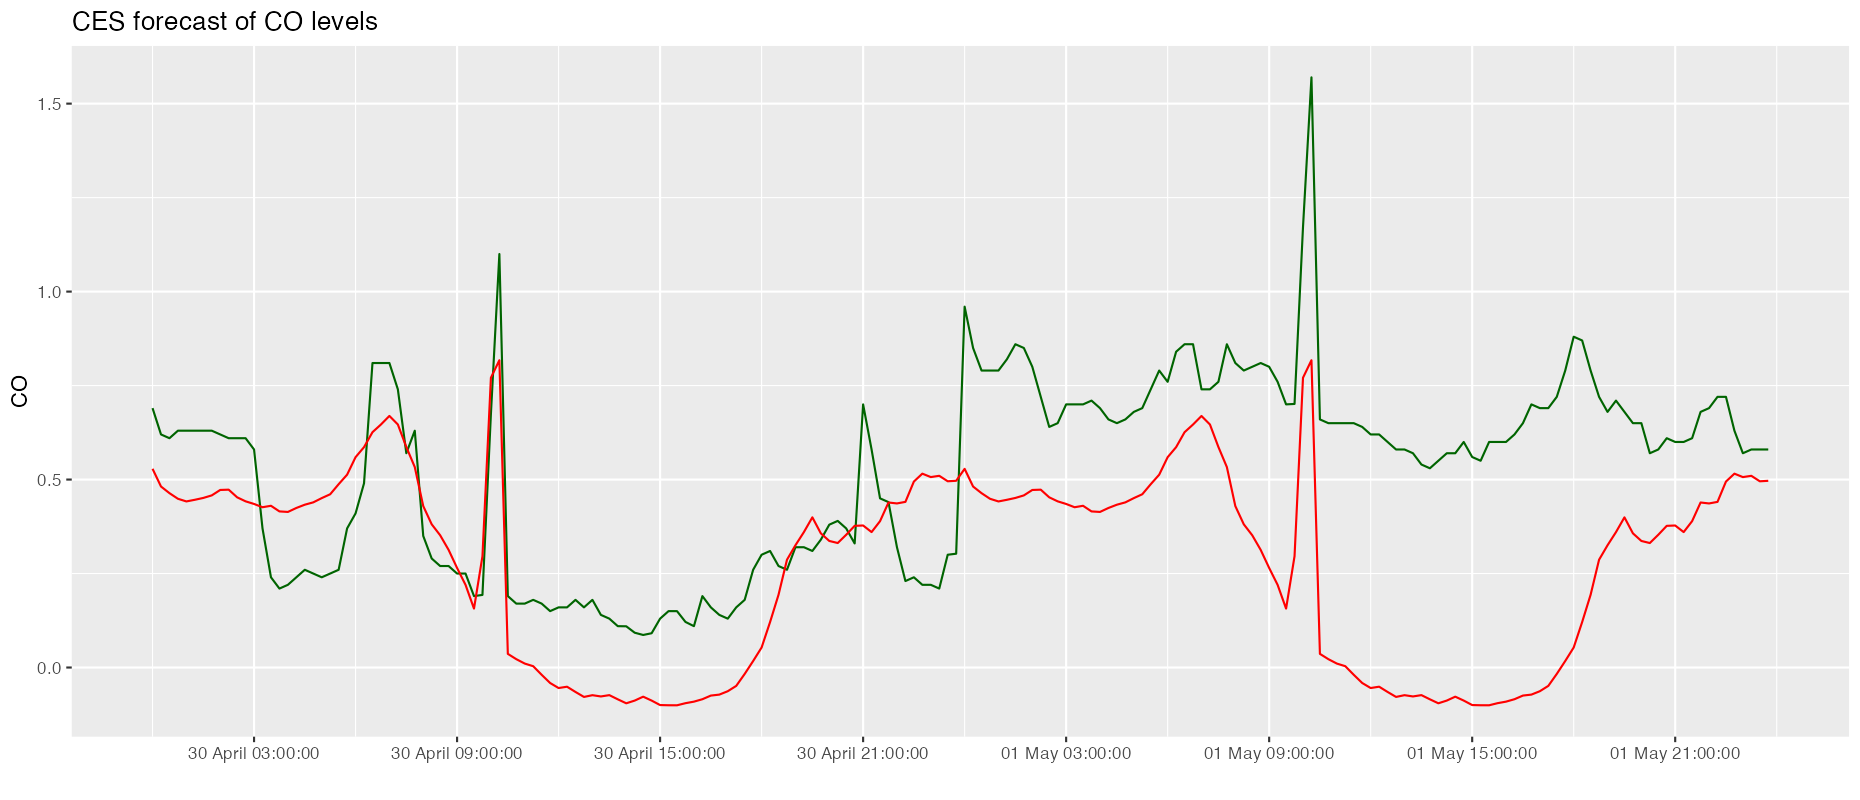 CES forecast of CO levels
CO
1.5
1.0
0.5
0.0
30 April 03:00:00
30 April 09:00:00
30 April 15:00:00
30 April 21:00:00
01 May 03:00:00
01 May 09:00:00
01 May 15:00:00
01 May 21:00:00